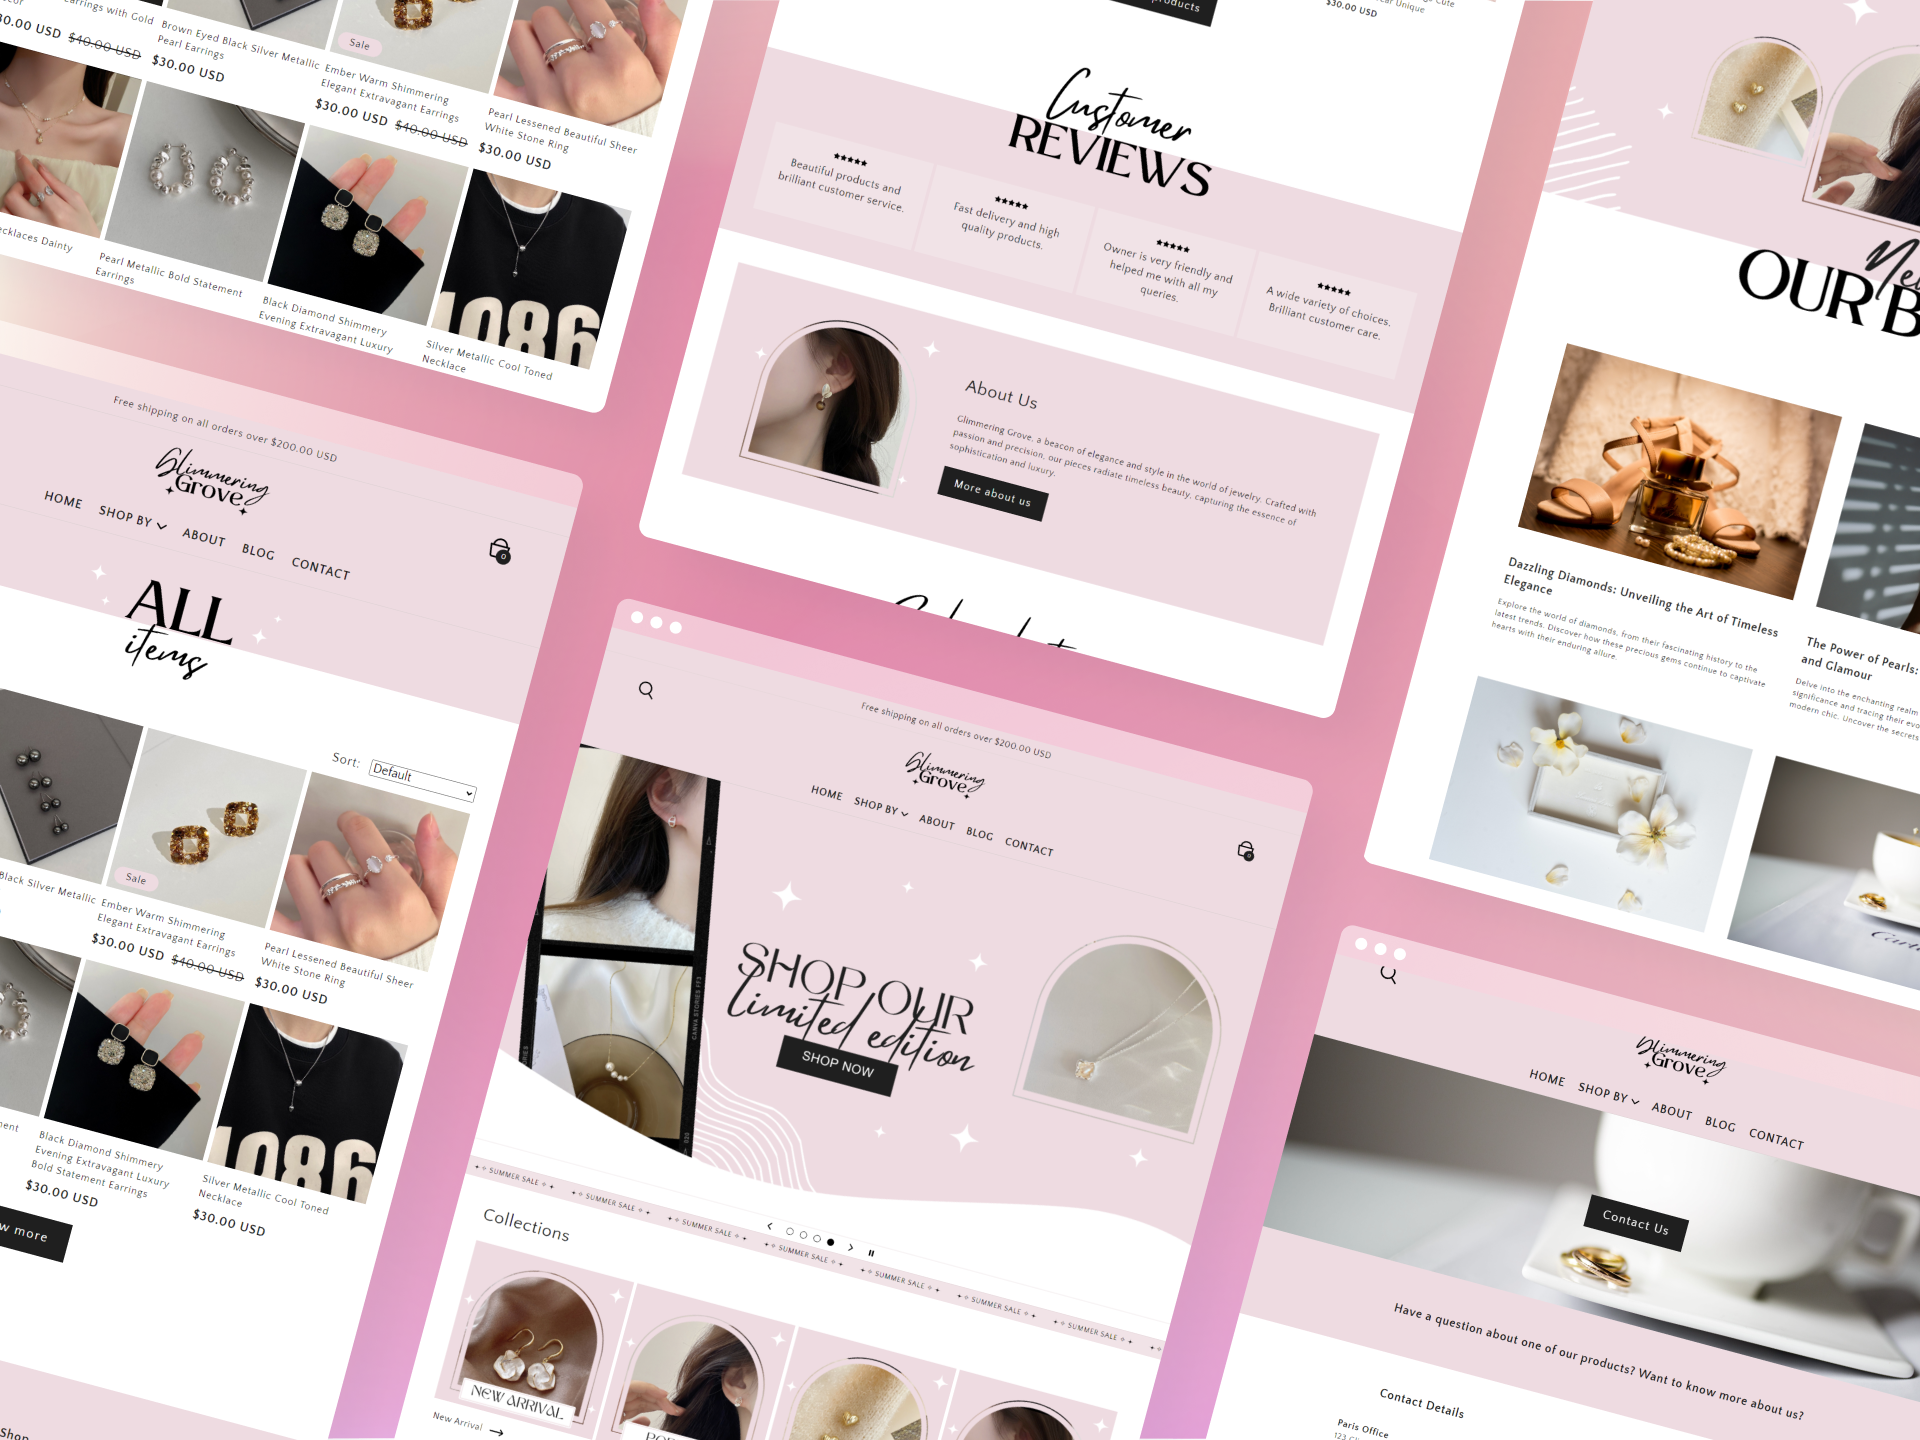 Earrings with Gold
$40.00 USD
Brown Eyed Black Silver Metallic
Pearl Earrings
$30.00 USD
Sale
Ember Warm Shimmering
Elegant Extravagant Earrings
$30.00 USD $40.00 USD
Pearl Lessened Beautiful Sheer
White Stone Ring
$30.00 USD
Necklaces Dainty
Pearl Metallic Bold Statement
Earrings
Black Diamond Shimmery
Evening Extravagant Luxury
1086
Silver Metallic Cool Toned
Necklace
Free shipping on all orders over $200.00 USD
Glimmering
Grove
HOME
SHOP BY
ABOUT
BLOG
CONTACT
0
ALL
items
Sort:
Default
Black Silver Metallic
Sale
Ember Warm Shimmering
Elegant Extravagant Earrings
$30.00 USD $40.00 USD
Pearl Lessened Beautiful Sheer
White Stone Ring
$30.00 USD
Black Diamond Shimmery
Evening Extravagant Luxury
Bold Statement Earrings
$30.00 USD
1086
Silver Metallic Cool Toned
Necklace
$30.00 USD
more
Shop
products
Unique
$30.00 USD
Customer
REVIEWS
★★★★★
Beautiful products and
brilliant customer service.
★★★★★
Fast delivery and high
quality products.
★★★★★
Owner is very friendly and
helped me with all my
queries.
★★★★★
A wide variety of choices.
Brilliant customer care.
About Us
Glimmering Grove, a beacon of elegance and style in the world of jewelry. Crafted with
passion and precision, our pieces radiate timeless beauty, capturing the essence of
sophistication and luxury.
More about us
Free shipping on all orders over $200.00 USD
Glimmering
Grove
HOME
SHOP BY
ABOUT
BLOG
CONTACT
0
SHOP OUR
limited edition
SHOP NOW
CANVA STORIES FF3
SUMMER SALE
SUMMER SALE
SUMMER SALE
SUMMER SALE
SUMMER SALE
SUMMER SALE
SUMMER SALE
Collections
NEW ARRIVAL
New Arrival
OUR B
Dazzling Diamonds: Unveiling the Art of Timeless
Elegance
Explore the world of diamonds, from their fascinating history to the
latest trends. Discover how these precious gems continue to captivate
hearts with their enduring allure.
The Power of Pearls:
and Glamour
Delve into the enchanting realm
significance and tracing their evo
modern chic. Uncover the secrets
Glimmering
Grove
HOME
SHOP BY
ABOUT
BLOG
CONTACT
Contact Us
Have a question about one of our products? Want to know more about us?
Contact Details
Paris Office